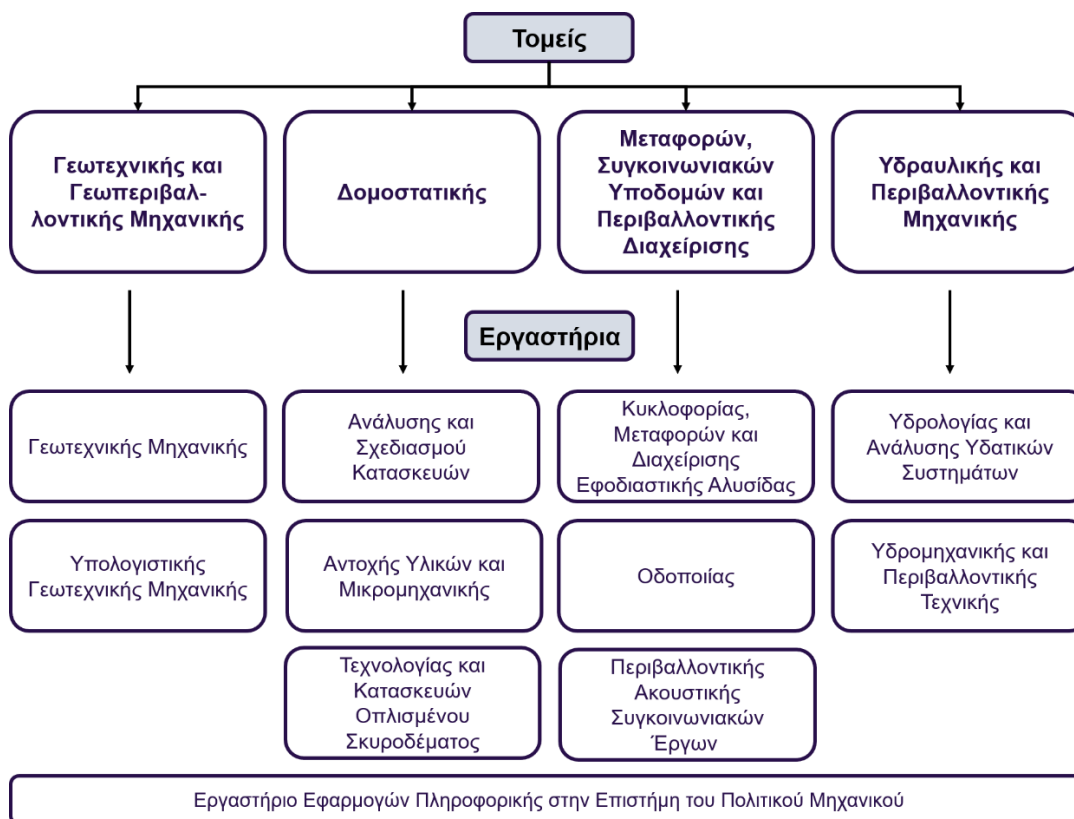 Τομείς
Γεωτεχνικής και
Γεωπεριβαλ-
λοντικής Μηχανικής
Δομοστατικής
Μεταφορών,
Συγκοινωνιακών
Υποδομών και
Περιβαλλοντικής
Διαχείρισης
Υδραυλικής και
Περιβαλλοντικής
Μηχανικής
Εργαστήρια
Γεωτεχνικής Μηχανικής
Ανάλυσης και
Σχεδιασμού
Κατασκευών
Κυκλοφορίας,
Μεταφορών και
Διαχείρισης
Εφοδιαστικής Αλυσίδας
Υδρολογίας και
Ανάλυσης Υδατικών
Συστημάτων
Υπολογιστικής
Γεωτεχνικής Μηχανικής
Αντοχής Υλικών και
Μικρομηχανικής
Οδοποιίας
Υδρομηχανικής και
Περιβαλλοντικής
Τεχνικής
Τεχνολογίας και
Κατασκευών
Οπλισμένου
Σκυροδέματος
Περιβαλλοντικής
Ακουστικής
Συγκοινωνιακών
Έργων
Εργαστήριο Εφαρμογών Πληροφορικής στην Επιστήμη του Πολιτικού Μηχανικού